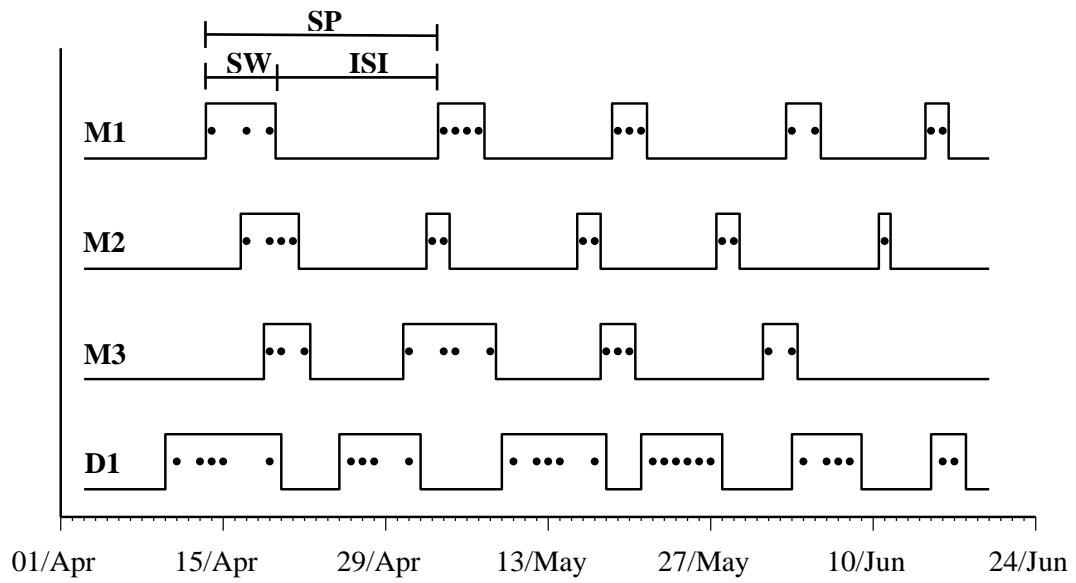 SP
SW ISI
M1
M2
M3
D1
01/Apr 15/Apr 29/Apr 13/May 27/May 10/Jun 24/Jun